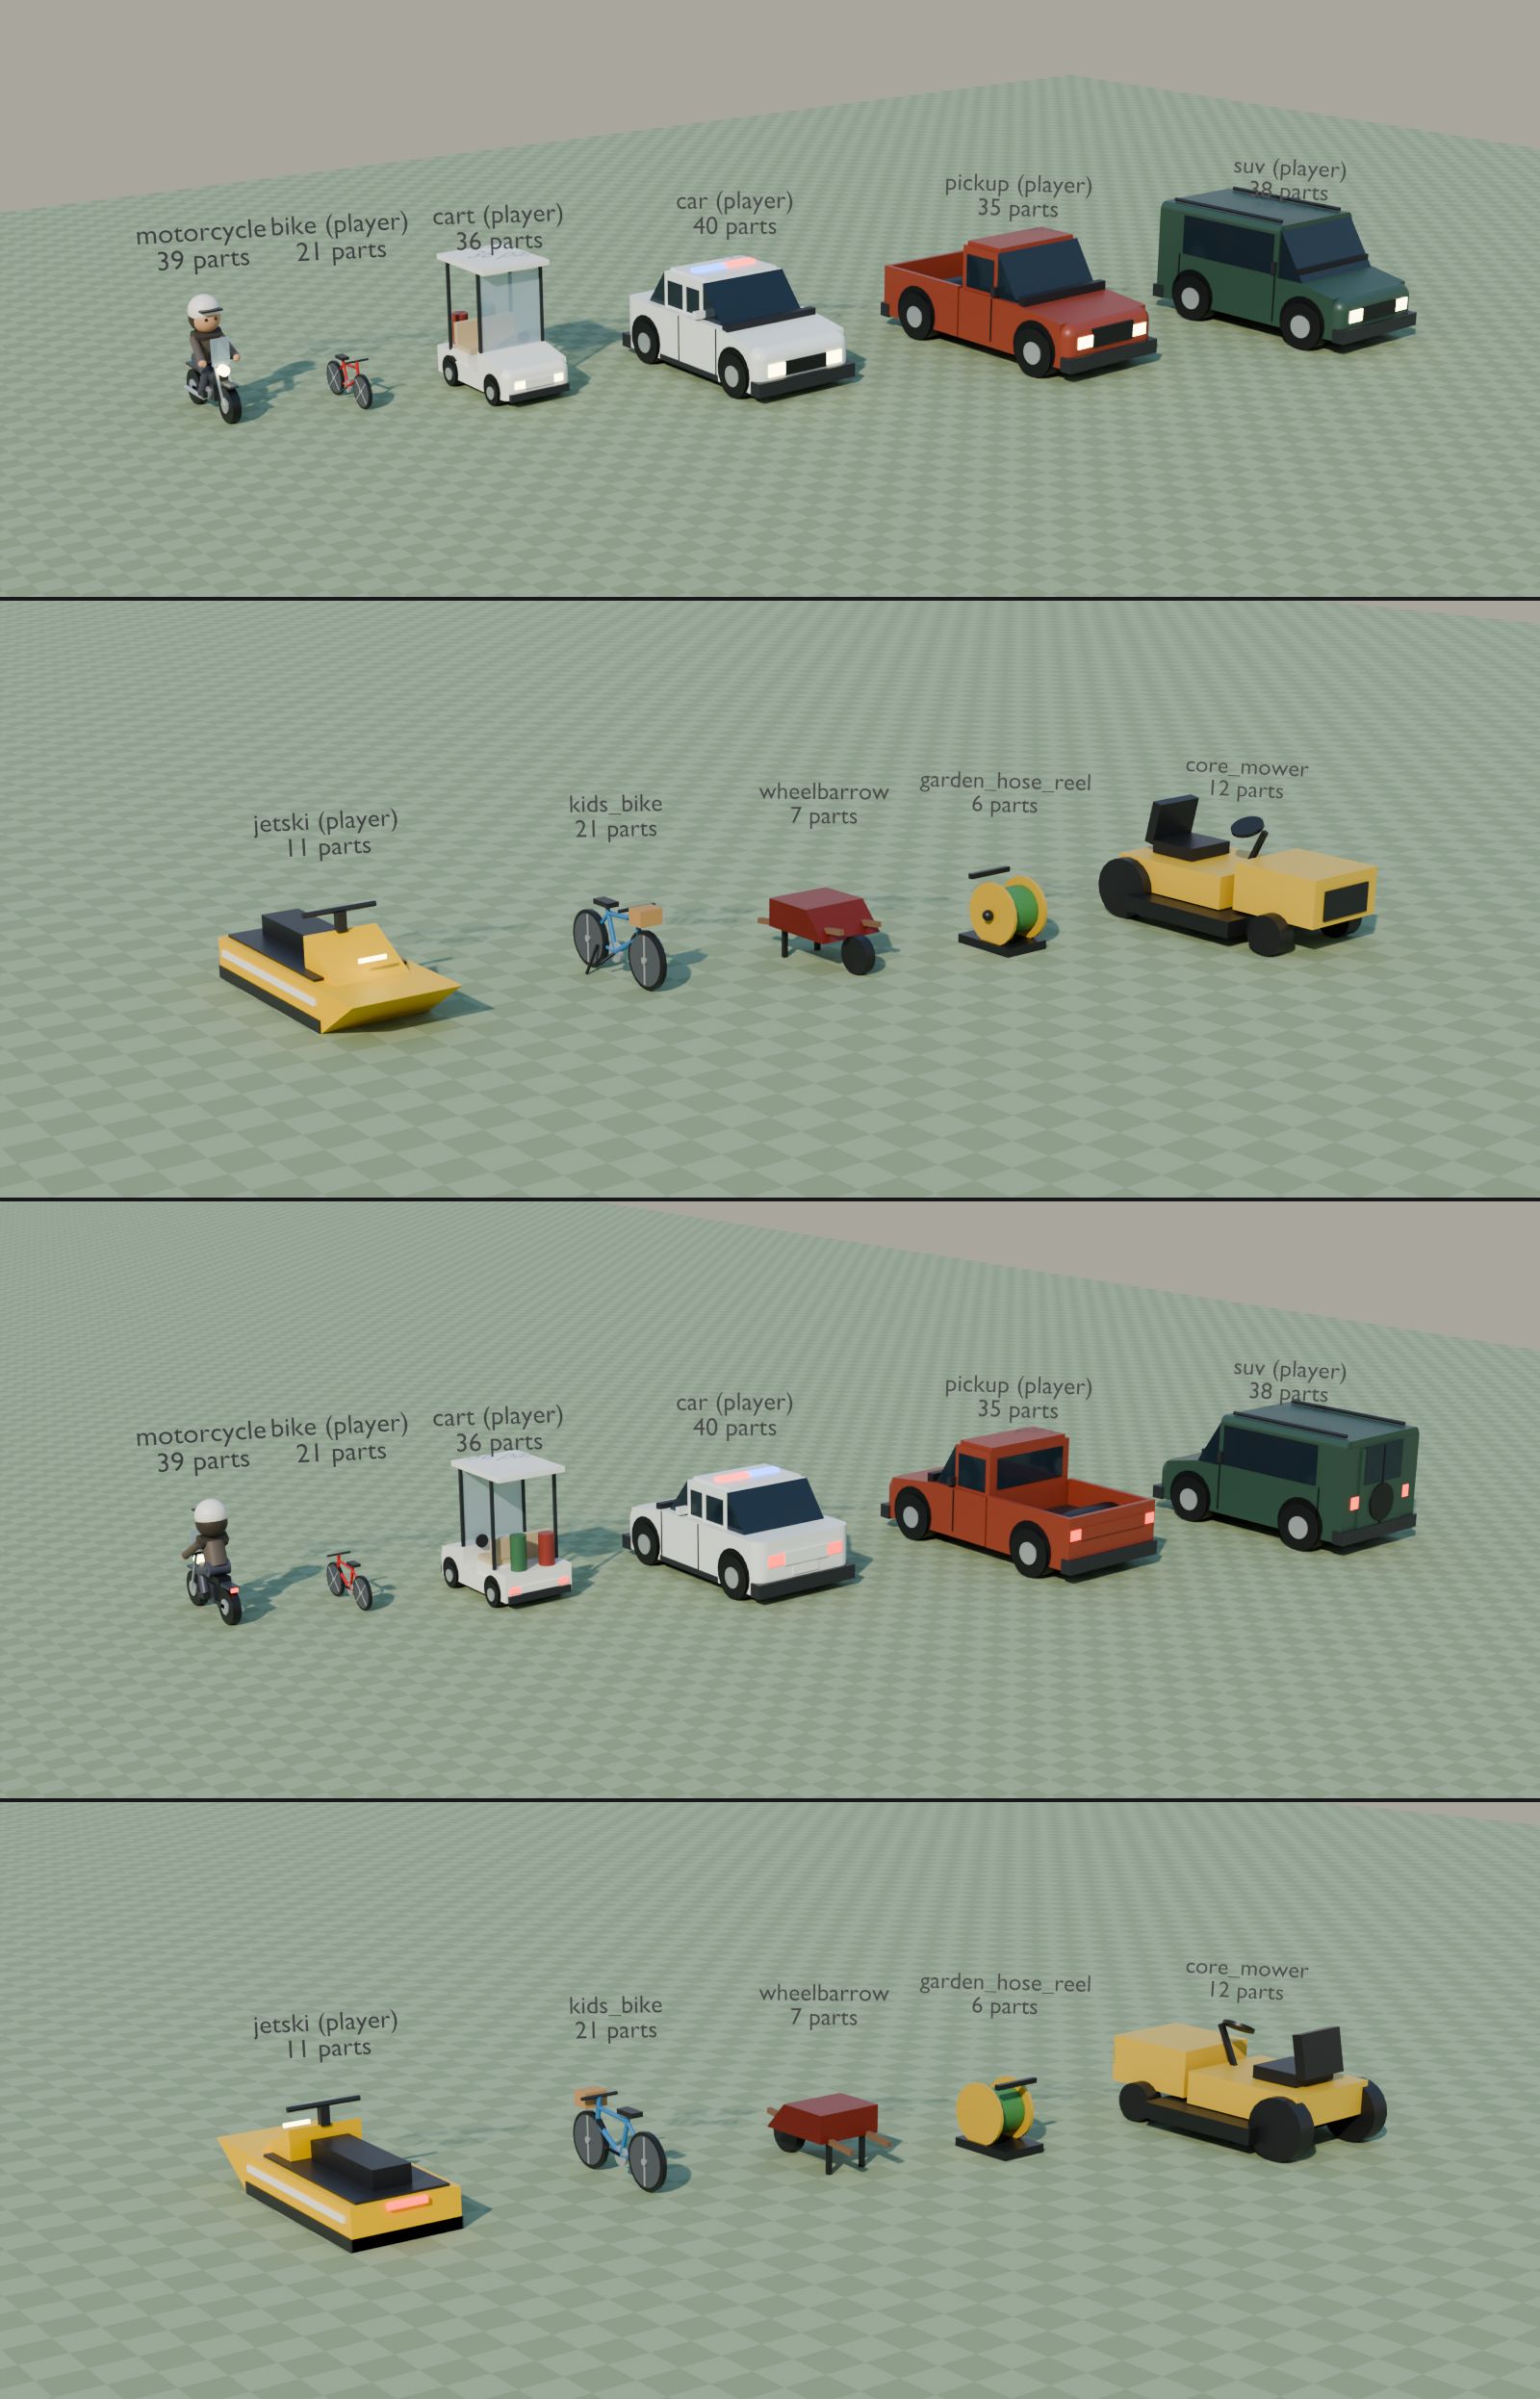 motorcycle
39 parts
bike (player)
21 parts
cart (player)
36 parts
car (player)
40 parts
pickup (player)
35 parts
suv (player)
38 parts
jetski (player)
11 parts
kids_bike
21 parts
wheelbarrow
7 parts
garden_hose_reel
6 parts
core_mower
12 parts
motorcycle
39 parts
bike (player)
21 parts
cart (player)
36 parts
car (player)
40 parts
pickup (player)
35 parts
suv (player)
38 parts
jetski (player)
11 parts
kids_bike
21 parts
wheelbarrow
7 parts
garden_hose_reel
6 parts
core_mower
12 parts